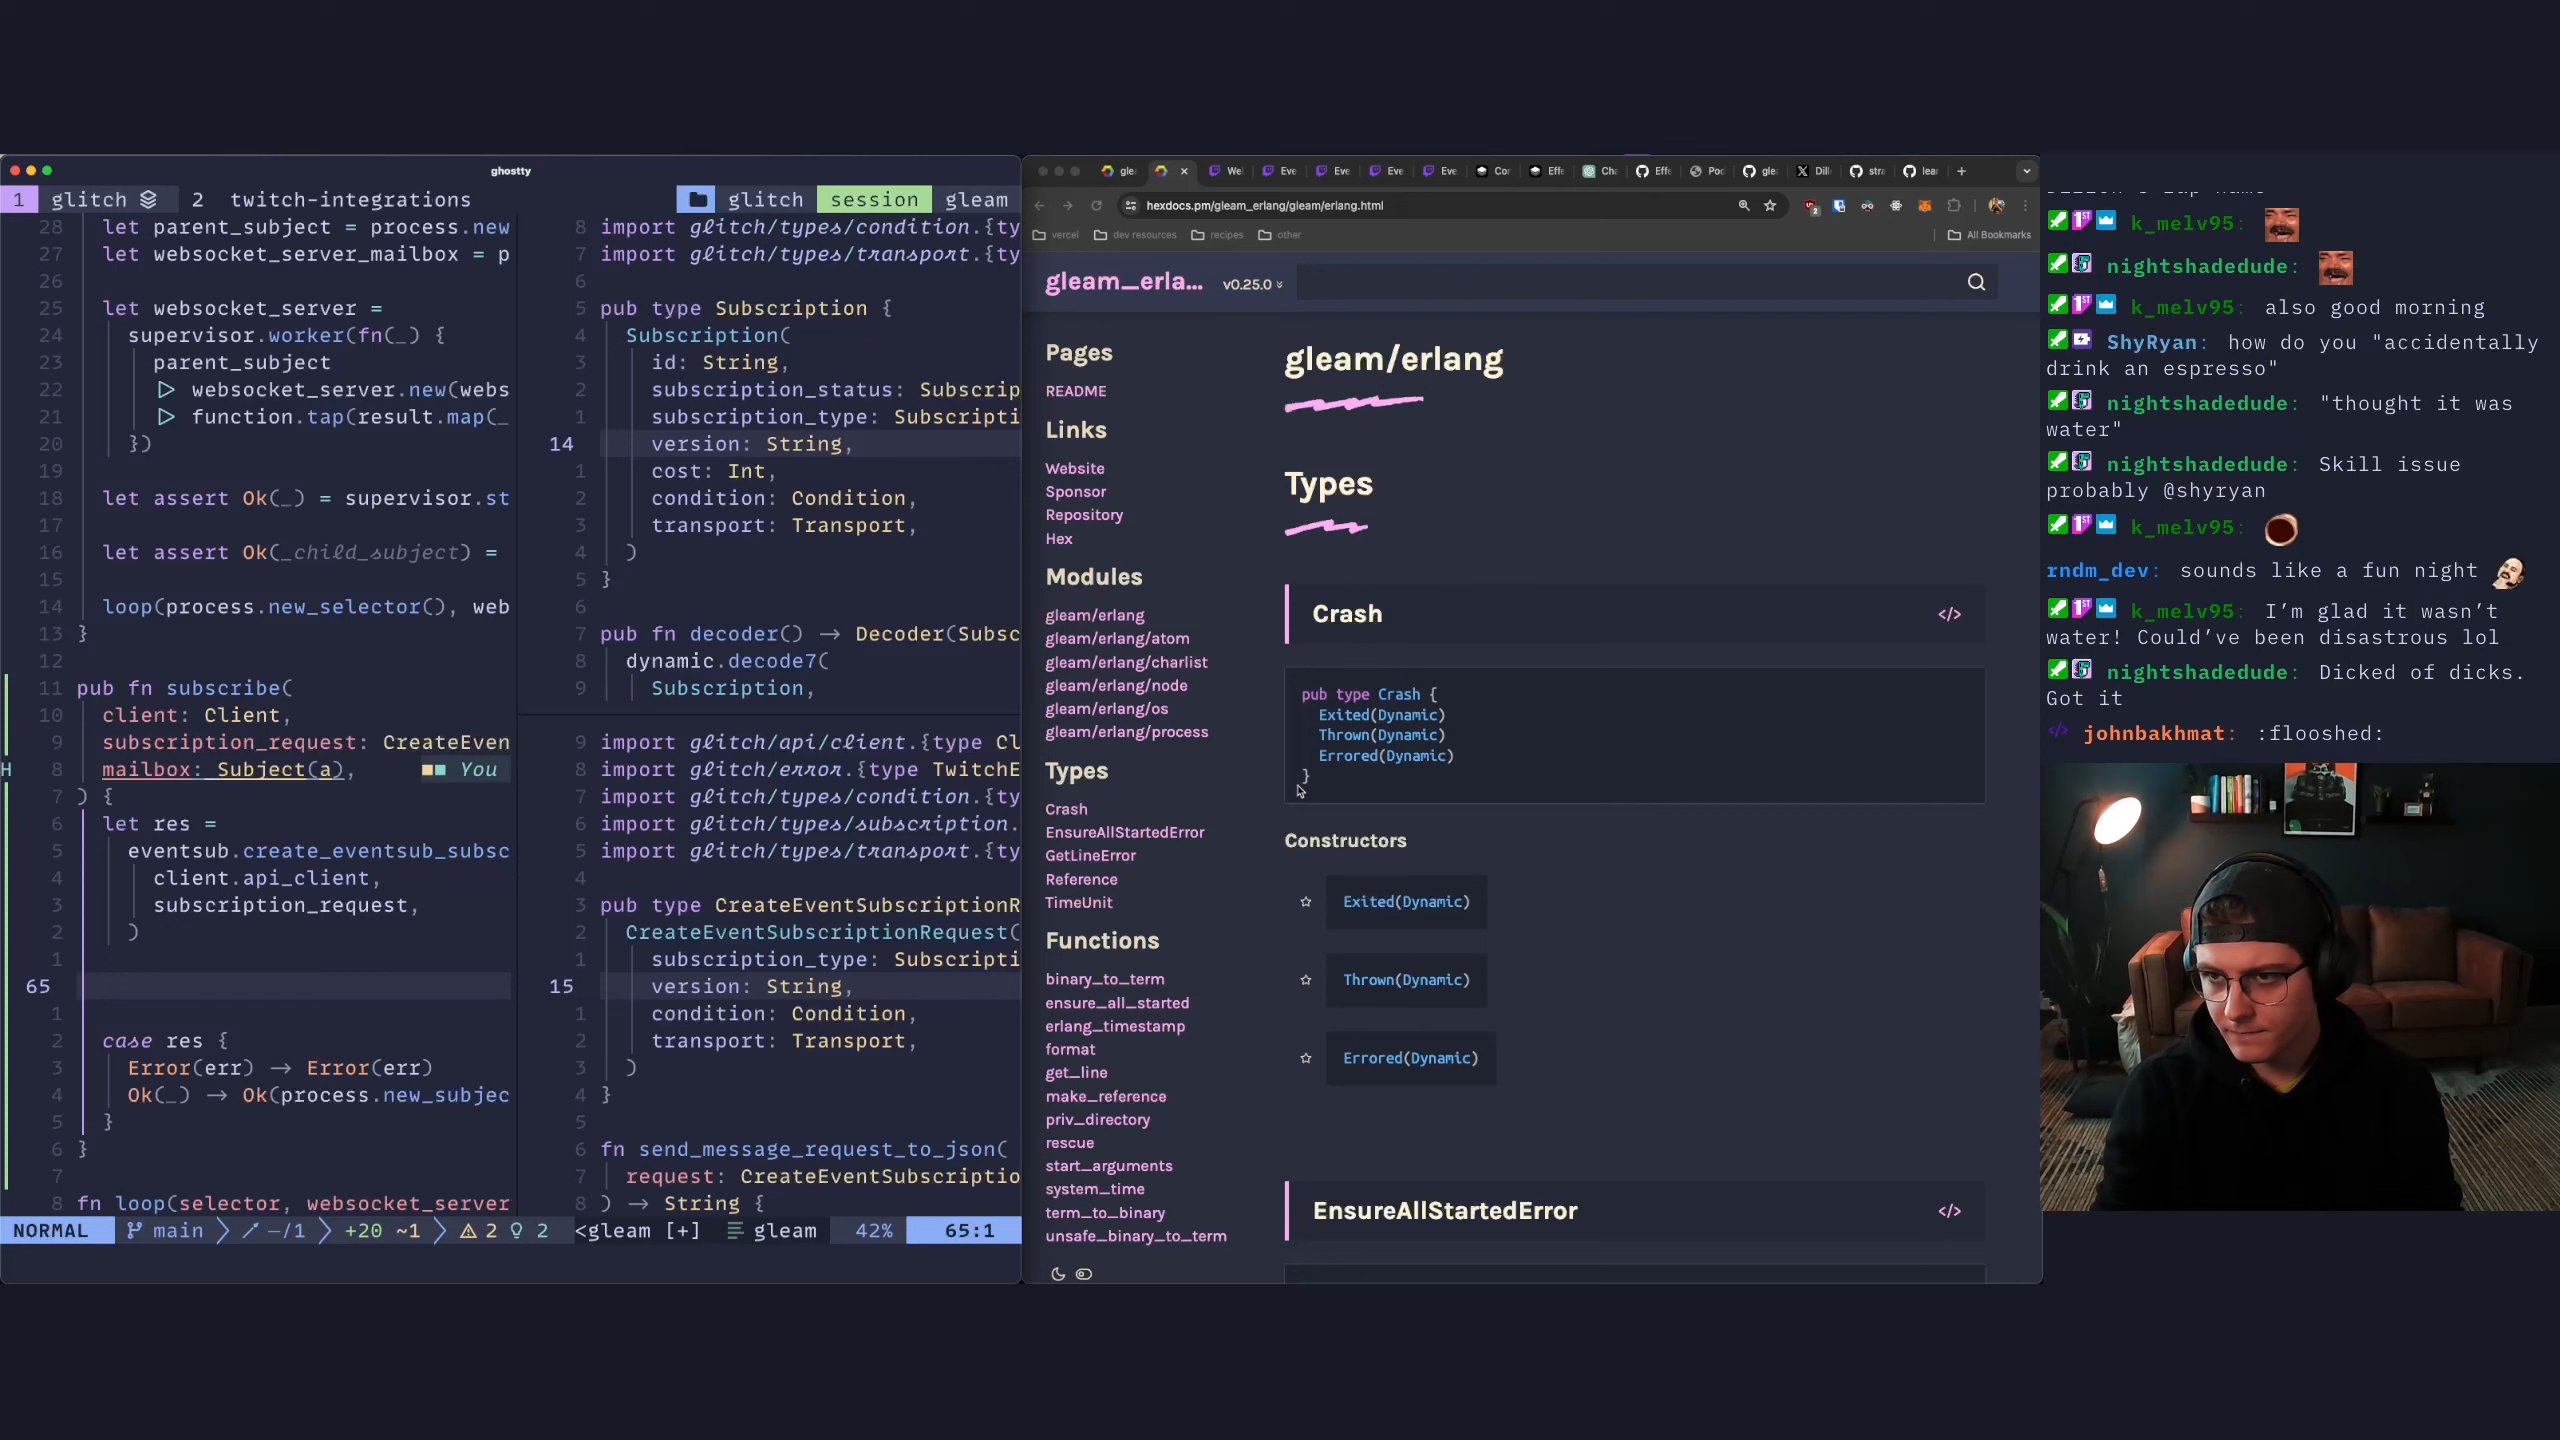 ghostty
1 glitch 2 twitch-integrations glitch session gleam
28 let parent_subject = process.new
27 let websocket_server_mailbox = p
26
25 let websocket_server =
24 supervisor.worker(fn(_) {
23 parent_subject
22 ▷ websocket_server.new(webs
21 ▷ function.tap(result.map(_
20 })
19
18 let assert Ok(_) = supervisor.st
17
16 let assert Ok(_child_subject) =
15
14 loop(process.new_selector(), web
13 }
12
11 pub fn subscribe(
10 client: Client,
9 subscription_request: CreateEven
H 8 mailbox: Subject(a), You
7 ) {
6 let res =
5 eventsub.create_eventsub_subsc
4 client.api_client,
3 subscription_request,
2 )
1
65
1
2 case res {
3 Error(err) → Error(err)
4 Ok(_) → Ok(process.new_subjec
5 }
6 }
7
8 fn loop(selector, websocket_server
8 import glitch/types/condition.{ty
7 import glitch/types/transport.{ty
6
5 pub type Subscription {
4 Subscription(
3 id: String,
2 subscription_status: Subscrip
1 subscription_type: Subscripti
14 version: String,
1 cost: Int,
2 condition: Condition,
3 transport: Transport,
4 )
5 }
6
7 pub fn decoder() → Decoder(Subsc
8 dynamic.decode7(
9 Subscription,
9 import glitch/api/client.{type Cl
8 import glitch/error.{type TwitchE
7 import glitch/types/condition.{ty
6 import glitch/types/subscription.
5 import glitch/types/transport.{ty
4
3 pub type CreateEventSubscriptionR
2 CreateEventSubscriptionRequest(
1 subscription_type: Subscripti
15 version: String,
1 condition: Condition,
2 transport: Transport,
3 )
4 }
5
6 fn send_message_request_to_json(
7 request: CreateEventSubscriptio
8 ) → String {
NORMAL main -/1 +20 ~1 2 2 <gleam [+] gleam 42% 65:1
gle We Eve Eve Eve Eve Cor Effe Cha Effe Poc gle Dill stra lear
hexdocs.pm/gleam_erlang/gleam/erlang.html
vercel dev resources recipes other All Bookmarks
gleam_erla... v0.25.0
Pages
README
Links
Website
Sponsor
Repository
Hex
Modules
gleam/erlang
gleam/erlang/atom
gleam/erlang/charlist
gleam/erlang/node
gleam/erlang/os
gleam/erlang/process
Types
Crash
EnsureAllStartedError
GetLineError
Reference
TimeUnit
Functions
binary_to_term
ensure_all_started
erlang_timestamp
format
get_line
make_reference
priv_directory
rescue
start_arguments
system_time
term_to_binary
unsafe_binary_to_term
gleam/erlang
Types
Crash </>
pub type Crash {
Exited(Dynamic)
Thrown(Dynamic)
Errored(Dynamic)
}
Constructors
Exited(Dynamic)
Thrown(Dynamic)
Errored(Dynamic)
EnsureAllStartedError </>
k_melv95:
nightshadedude:
k_melv95: also good morning
ShyRyan: how do you "accidentally
drink an espresso"
nightshadedude: "thought it was
water"
nightshadedude: Skill issue
probably @shyryan
k_melv95:
rndm_dev: sounds like a fun night
k_melv95: I'm glad it wasn't
water! Could've been disastrous lol
nightshadedude: Dicked of dicks.
Got it
johnbakhmat: :flooshed: